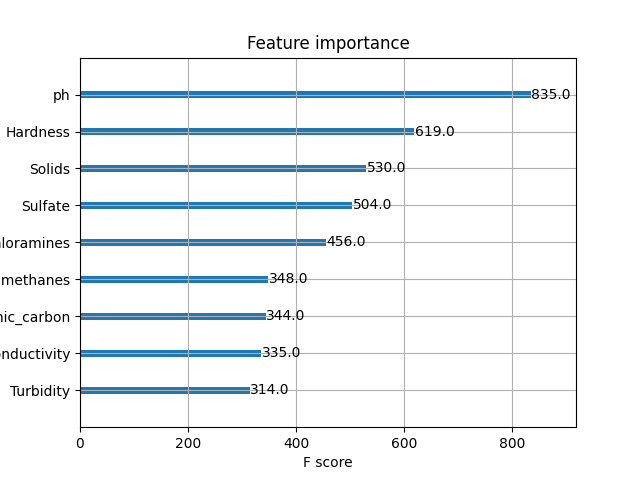 Feature importance
ph 835.0
Hardness 619.0
Solids 530.0
Sulfate 504.0
loramines 456.0
methanes 348.0
nic_carbon 344.0
onductivity 335.0
Turbidity 314.0
0 200 400 600 800
F score